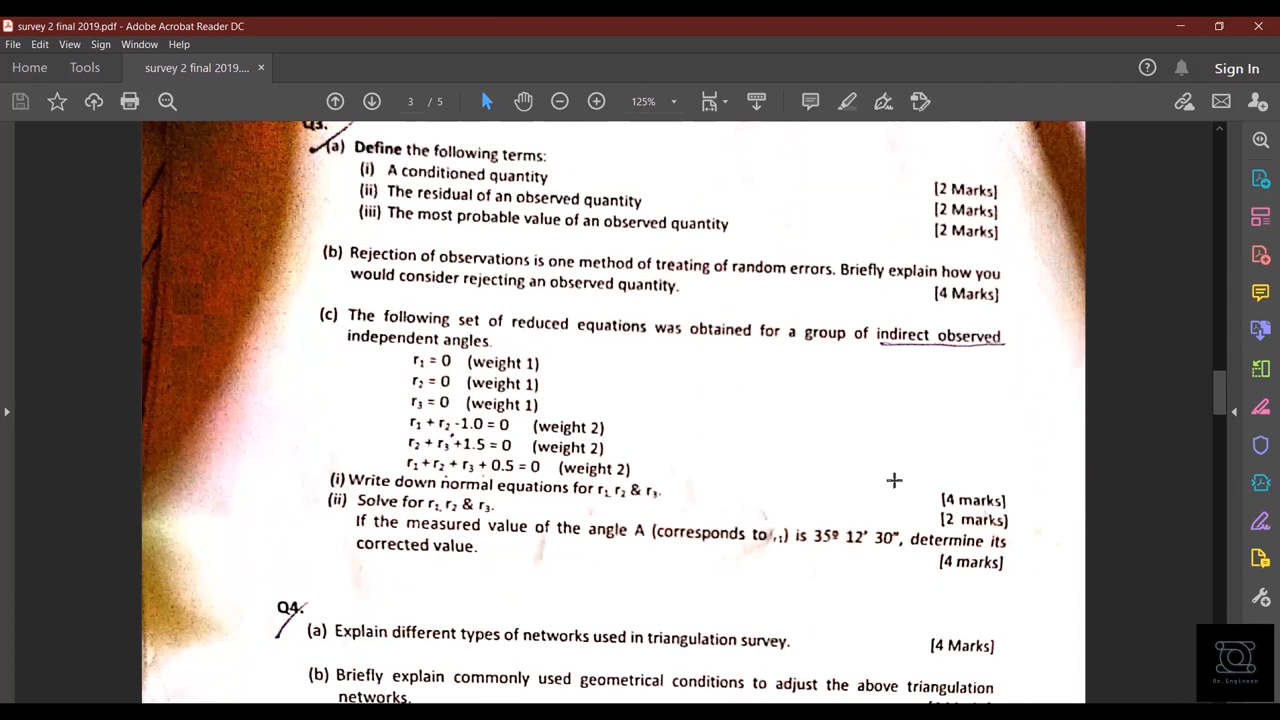 survey 2 final 2019.pdf - Adobe Acrobat Reader DC
File Edit View Sign Window Help
Home Tools survey 2 final 2019.... × Sign In
3 / 5 125%
Q3.
(a) Define the following terms:
(i) A conditioned quantity [2 Marks]
(ii) The residual of an observed quantity [2 Marks]
(iii) The most probable value of an observed quantity [2 Marks]
(b) Rejection of observations is one method of treating of random errors. Briefly explain how you
would consider rejecting an observed quantity. [4 Marks]
(c) The following set of reduced equations was obtained for a group of indirect observed
independent angles.
r₁ = 0 (weight 1)
r₂ = 0 (weight 1)
r₃ = 0 (weight 1)
r₁ + r₂ -1.0 = 0 (weight 2)
r₂ + r₃ +1.5 = 0 (weight 2)
r₁ + r₂ + r₃ + 0.5 = 0 (weight 2)
(i) Write down normal equations for r₁, r₂ & r₃. [4 marks]
(ii) Solve for r₁, r₂ & r₃. [2 marks]
If the measured value of the angle A (corresponds to r₁) is 35º 12' 30", determine its
corrected value. [4 marks]
Q4.
(a) Explain different types of networks used in triangulation survey. [4 Marks]
(b) Briefly explain commonly used geometrical conditions to adjust the above triangulation
networks.
Dr.Engineer